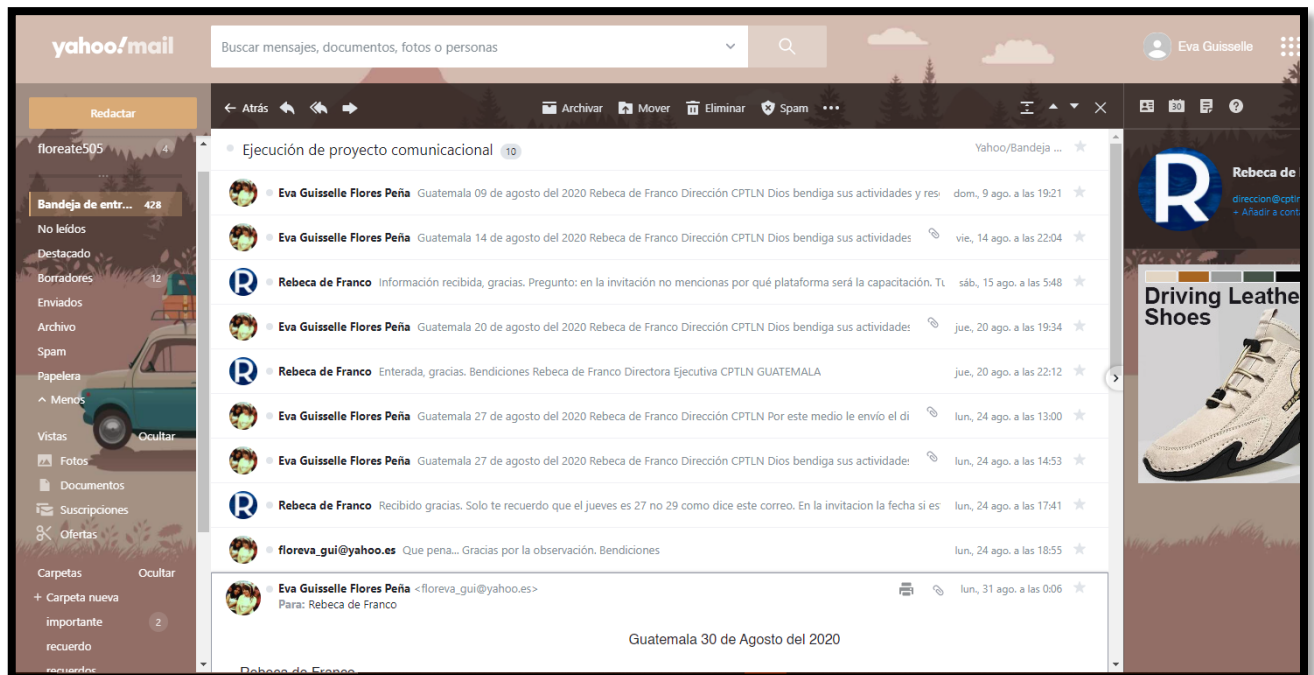 yahoo!mail
Buscar mensajes, documentos, fotos o personas
Eva Guisselle
Redactar
floreate505 4
...
Bandeja de entr... 428
No leídos
Destacado
Borradores 12
Enviados
Archivo
Spam
Papelera
Menos
Vistas Ocultar
Fotos
Documentos
Suscripciones
Ofertas
Carpetas Ocultar
+ Carpeta nueva
importante 2
recuerdo
recuerdos
Atrás Archivar Mover Eliminar Spam
Ejecución de proyecto comunicacional 10 Yahoo/Bandeja ...
Eva Guisselle Flores Peña Guatemala 09 de agosto del 2020 Rebeca de Franco Dirección CPTLN Dios bendiga sus actividades y res dom., 9 ago. a las 19:21
Eva Guisselle Flores Peña Guatemala 14 de agosto del 2020 Rebeca de Franco Dirección CPTLN Dios bendiga sus actividades vie., 14 ago. a las 22:04
R Rebeca de Franco Información recibida, gracias. Pregunto: en la invitación no mencionas por qué plataforma será la capacitación. Tu sáb., 15 ago. a las 5:48
Eva Guisselle Flores Peña Guatemala 20 de agosto del 2020 Rebeca de Franco Dirección CPTLN Dios bendiga sus actividades jue., 20 ago. a las 19:34
R Rebeca de Franco Enterada, gracias. Bendiciones Rebeca de Franco Directora Ejecutiva CPTLN GUATEMALA jue., 20 ago. a las 22:12
Eva Guisselle Flores Peña Guatemala 27 de agosto del 2020 Rebeca de Franco Dirección CPTLN Por este medio le envío el di lun., 24 ago. a las 13:00
Eva Guisselle Flores Peña Guatemala 27 de agosto del 2020 Rebeca de Franco Dirección CPTLN Dios bendiga sus actividades lun., 24 ago. a las 14:53
R Rebeca de Franco Recibido gracias. Solo te recuerdo que el jueves es 27 no 29 como dice este correo. En la invitacion la fecha si es lun., 24 ago. a las 17:41
floreva_gui@yahoo.es Que pena... Gracias por la observación. Bendiciones lun., 24 ago. a las 18:55
Eva Guisselle Flores Peña <floreva_gui@yahoo.es> lun., 31 ago. a las 0:06
Para: Rebeca de Franco
Guatemala 30 de Agosto del 2020
Rebeca de Franco
30
R
Rebeca de
direccion@cptln
+ Añadir a cont
Driving Leathe
Shoes